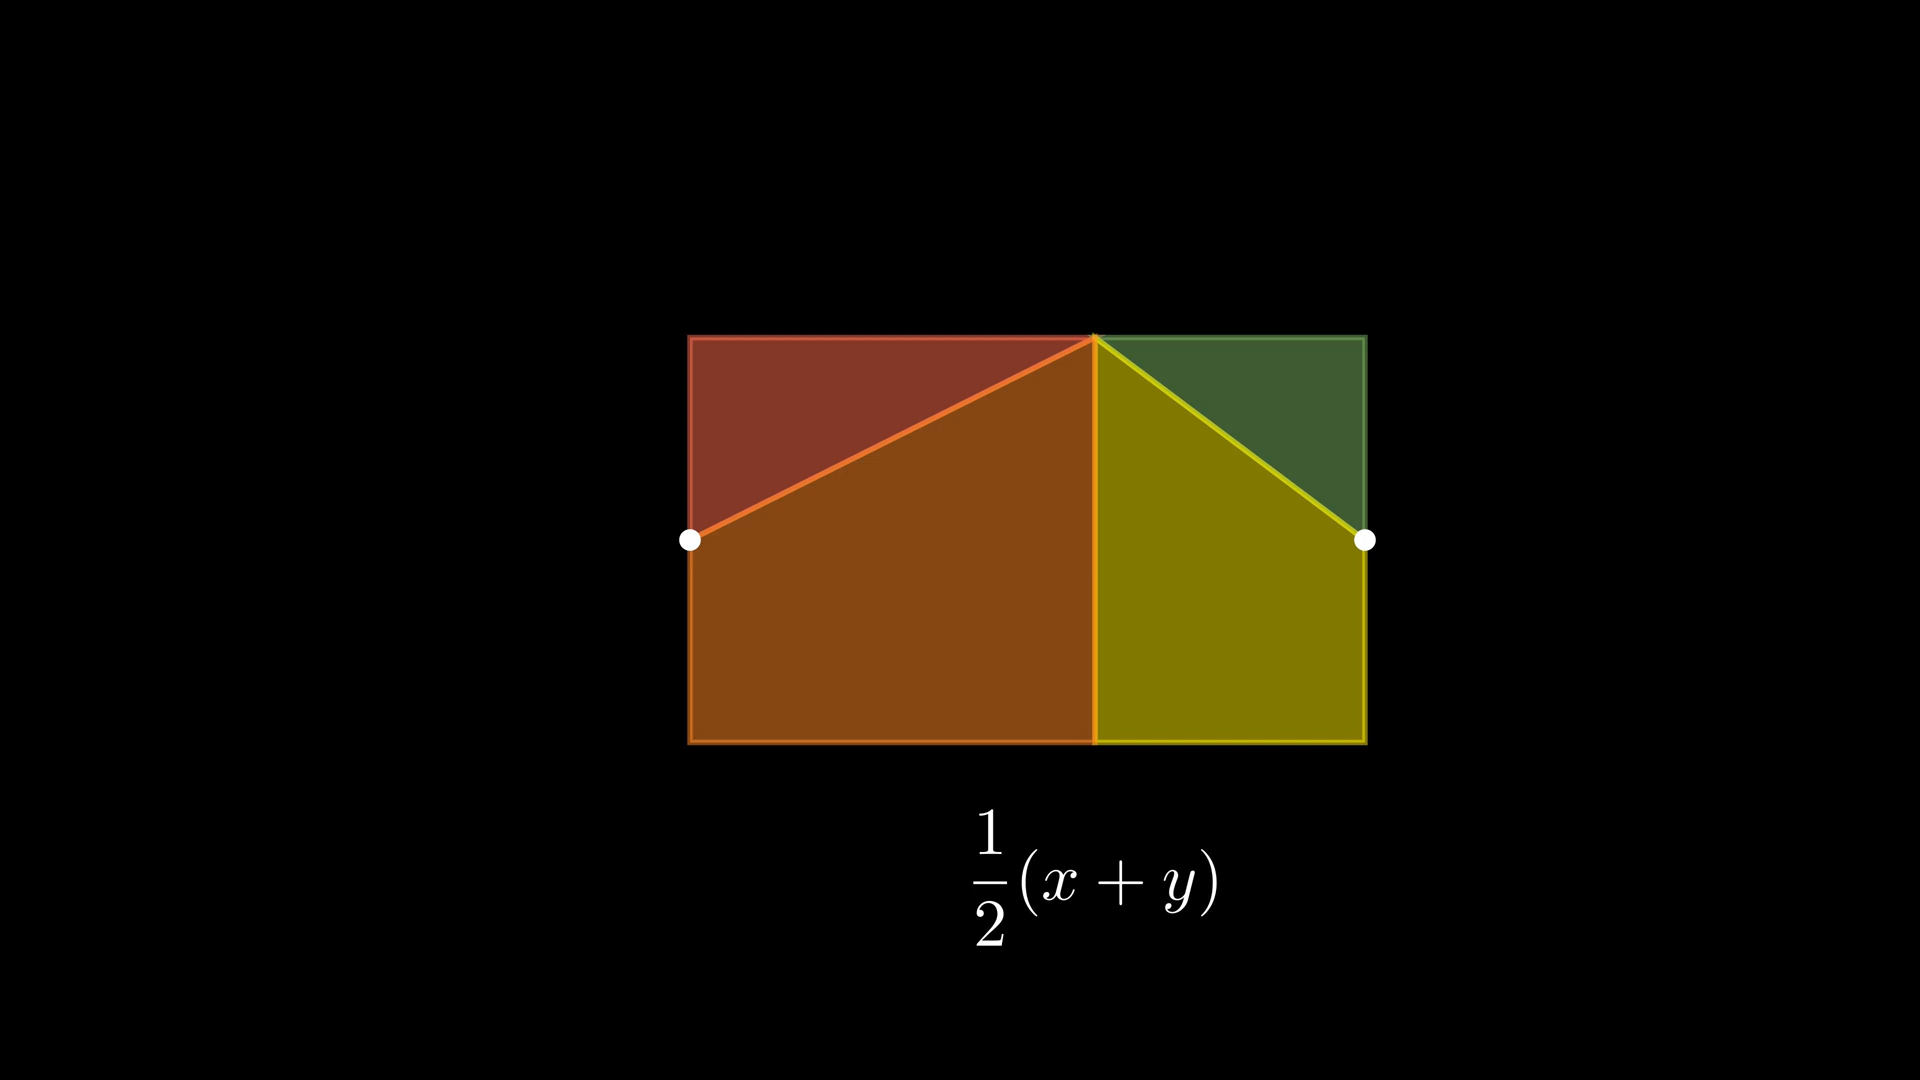 1/2(x + y)